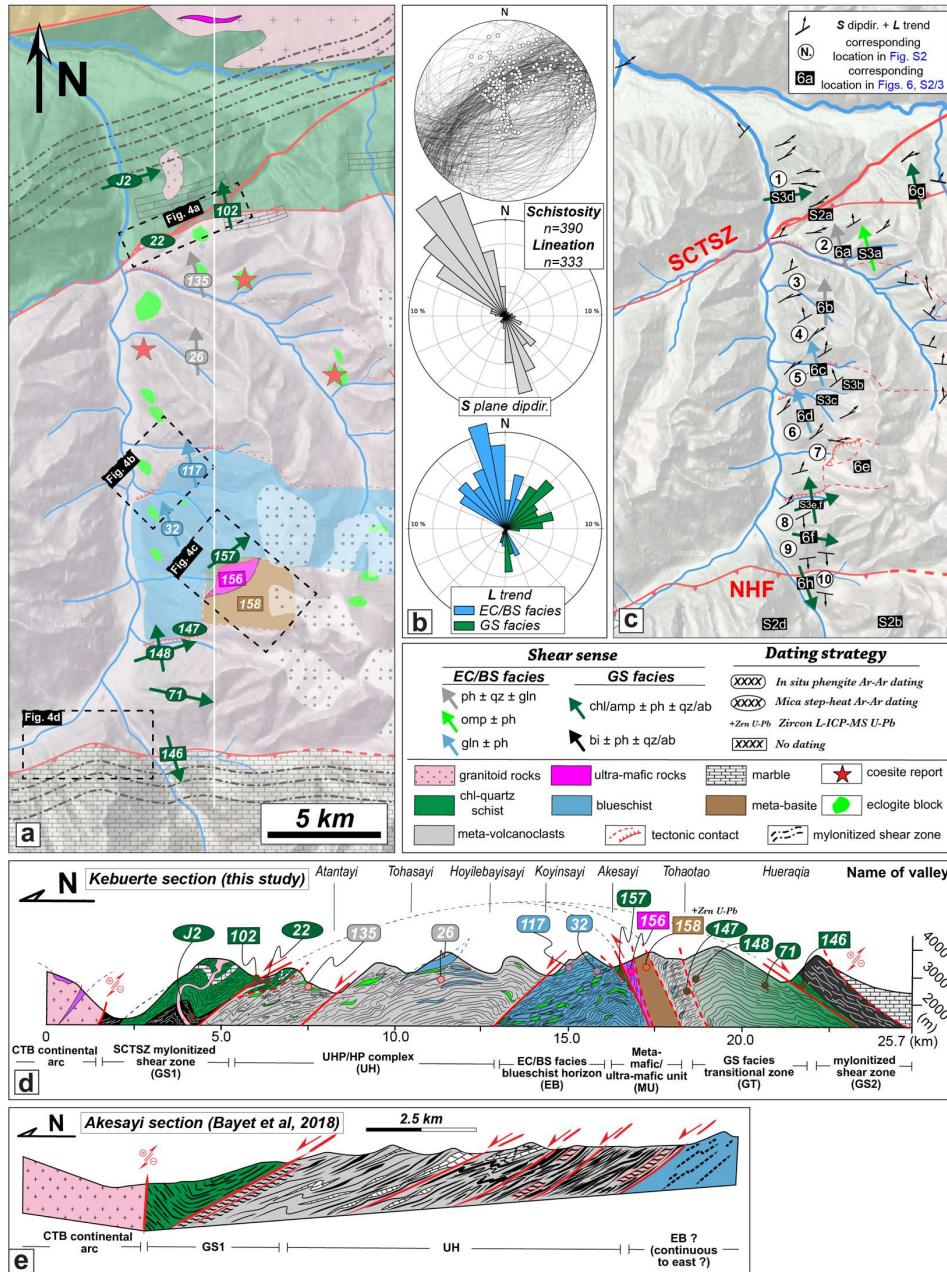 N
J2
102
Fig. 4a
22
135
26
Fig. 4b
117
32
Fig. 4c
157
156
158
147
148
71
Fig. 4d
146
5 km
a
N
N
Schistosity
n=390
Lineation
n=333
10 %
10 %
S plane dipdir.
N
10 %
10 %
L trend
EC/BS facies
GS facies
b
S dipdir. + L trend
N.
corresponding
location in Fig. S2
6a
corresponding
location in Figs. 6, S2/3
1
S3d
6g
S2a
SCTSZ
2
6a
S3a
3
6b
4
6c
5
S3b
S3c
6d
6
7
6e
S3e,f
8
6f
9
6h
10
NHF
S2d
S2b
c
Shear sense
EC/BS facies
ph ± qz ± gln
omp ± ph
gln ± ph
GS facies
chl/amp ± ph ± qz/ab
bi ± ph ± qz/ab
Dating strategy
XXXX In situ phengite Ar-Ar dating
XXXX Mica step-heat Ar-Ar dating
+Zrn U-Pb Zircon L-ICP-MS U-Pb
XXXX No dating
granitoid rocks
ultra-mafic rocks
marble
coesite report
chl-quartz
schist
blueschist
meta-basite
eclogite block
meta-volcanoclasts
tectonic contact
mylonitized shear zone
N
Kebuerte section (this study)
Atantayi
Tohasayi
Hoyilebayisayi
Koyinsayi
Akesayi
Tohaotao
Hueraqia
Name of valley
+Zrn U-Pb
J2
102
22
135
26
117
32
157
156
158
147
148
71
146
4000
3000
2000
(m)
0
5.0
10.0
15.0
20.0
25.7 (km)
CTB continental
arc
SCTSZ mylonitized
shear zone
(GS1)
UHP/HP complex
(UH)
EC/BS facies
blueschist horizon
(EB)
Meta-
mafic/
ultra-mafic unit
(MU)
GS facies
transitional zone
(GT)
mylonitized
shear zone
(GS2)
d
N
Akesayi section (Bayet et al, 2018)
2.5 km
CTB continental
arc
GS1
UH
EB ?
(continuous
to east ?)
e